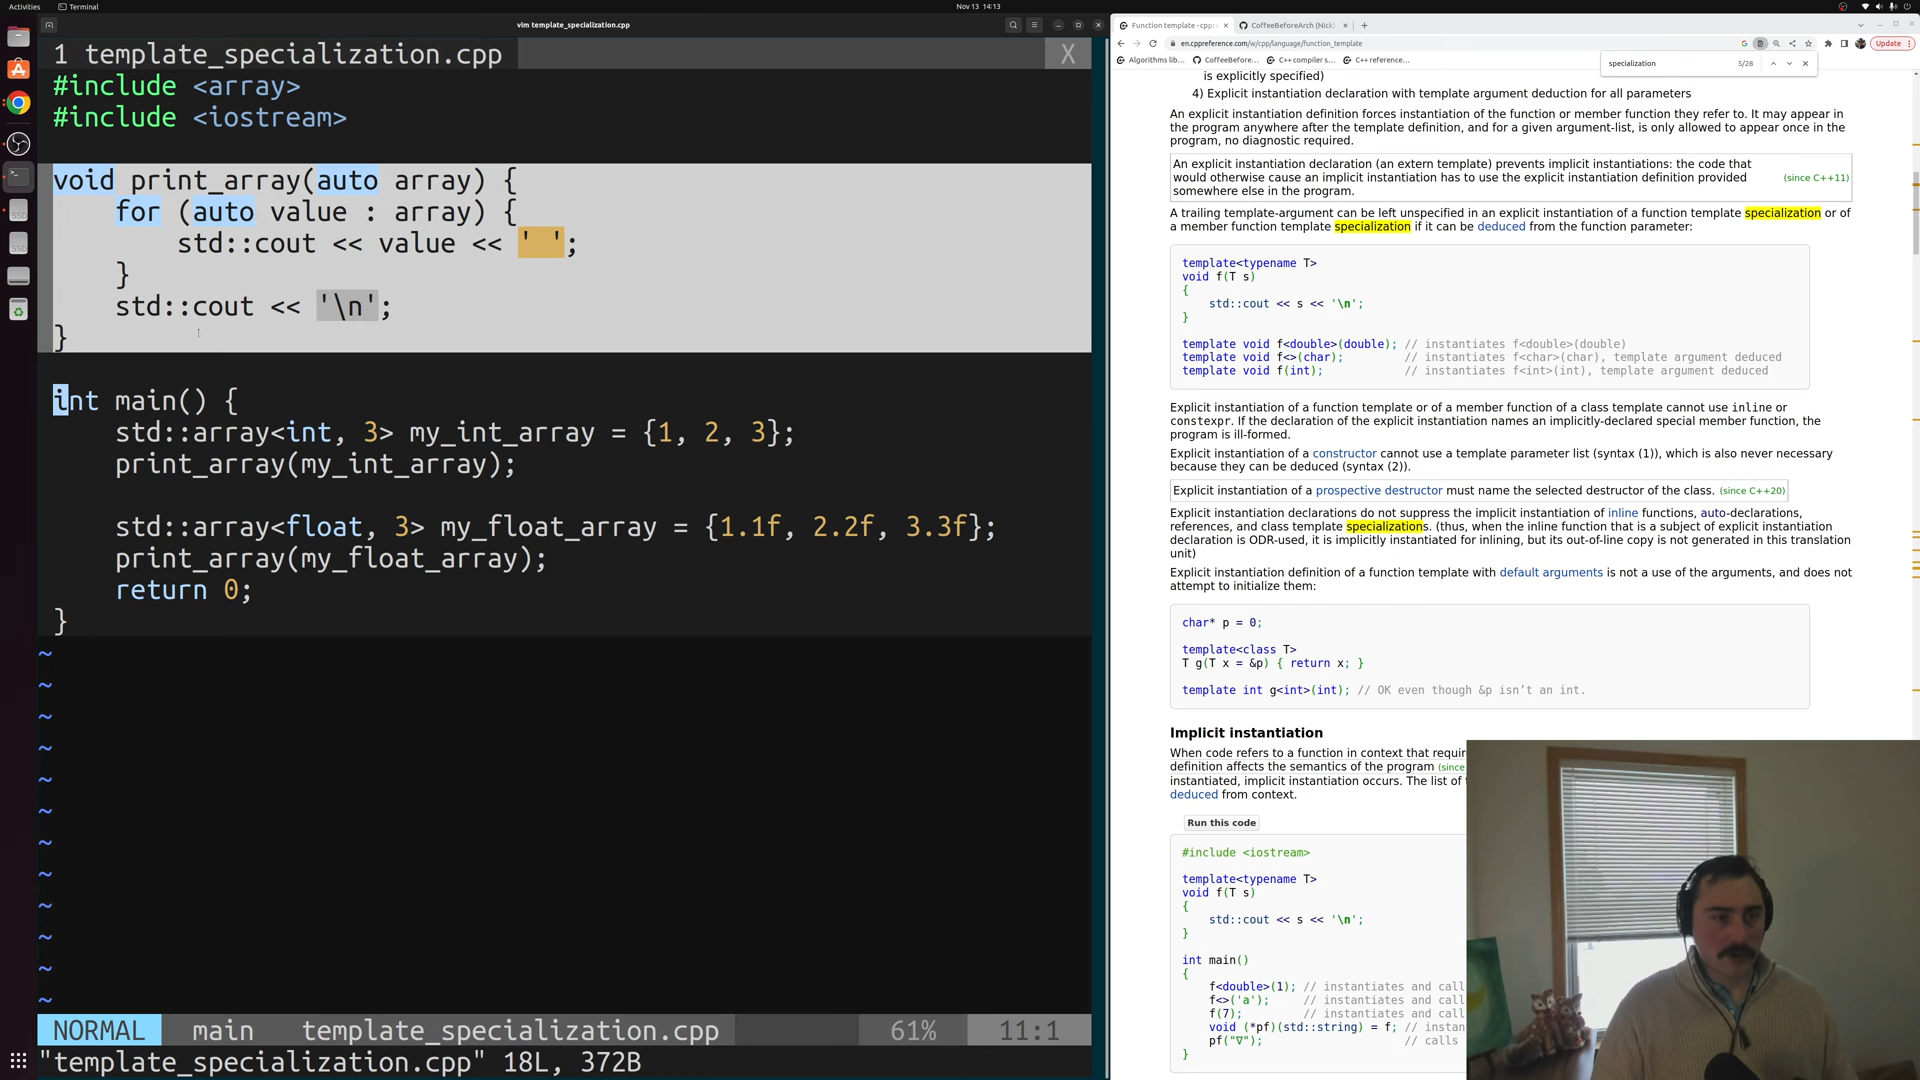 Activities
Terminal
Nov 13 14:13
vim template_specialization.cpp
1 template_specialization.cpp
X
#include <array>
#include <iostream>
void print_array(auto array) {
for (auto value : array) {
std::cout << value << ' ';
}
std::cout << '\n';
}
int main() {
std::array<int, 3> my_int_array = {1, 2, 3};
print_array(my_int_array);
std::array<float, 3> my_float_array = {1.1f, 2.2f, 3.3f};
print_array(my_float_array);
return 0;
}
~
~
~
~
~
~
~
~
~
~
~
~
NORMAL main template_specialization.cpp 61% 11:1
"template_specialization.cpp" 18L, 372B
Function template - cppre
CoffeeBeforeArch (Nick)
en.cppreference.com/w/cpp/language/function_template
Update
Algorithms lib...
CoffeeBefore...
C++ compiler s...
C++ reference...
specialization 5/28
is explicitly specified)
4) Explicit instantiation declaration with template argument deduction for all parameters
An explicit instantiation definition forces instantiation of the function or member function they refer to. It may appear in
the program anywhere after the template definition, and for a given argument-list, is only allowed to appear once in the
program, no diagnostic required.
An explicit instantiation declaration (an extern template) prevents implicit instantiations: the code that
would otherwise cause an implicit instantiation has to use the explicit instantiation definition provided
somewhere else in the program.
(since C++11)
A trailing template-argument can be left unspecified in an explicit instantiation of a function template specialization or of
a member function template specialization if it can be deduced from the function parameter:
template<typename T>
void f(T s)
{
std::cout << s << '\n';
}
template void f<double>(double); // instantiates f<double>(double)
template void f<>(char); // instantiates f<char>(char), template argument deduced
template void f(int); // instantiates f<int>(int), template argument deduced
Explicit instantiation of a function template or of a member function of a class template cannot use inline or
constexpr. If the declaration of the explicit instantiation names an implicitly-declared special member function, the
program is ill-formed.
Explicit instantiation of a constructor cannot use a template parameter list (syntax (1)), which is also never necessary
because they can be deduced (syntax (2)).
Explicit instantiation of a prospective destructor must name the selected destructor of the class. (since C++20)
Explicit instantiation declarations do not suppress the implicit instantiation of inline functions, auto-declarations,
references, and class template specializations. (thus, when the inline function that is a subject of explicit instantiation
declaration is ODR-used, it is implicitly instantiated for inlining, but its out-of-line copy is not generated in this translation
unit)
Explicit instantiation definition of a function template with default arguments is not a use of the arguments, and does not
attempt to initialize them:
char* p = 0;
template<class T>
T g(T x = &p) { return x; }
template int g<int>(int); // OK even though &p isn't an int.
Implicit instantiation
When code refers to a function in context that requir
definition affects the semantics of the program (since
instantiated, implicit instantiation occurs. The list of
deduced from context.
Run this code
#include <iostream>
template<typename T>
void f(T s)
{
std::cout << s << '\n';
}
int main()
{
f<double>(1); // instantiates and call
f<>('a'); // instantiates and call
f(7); // instantiates and call
void (*pf)(std::string) = f; // instan
pf("∇"); // calls
}